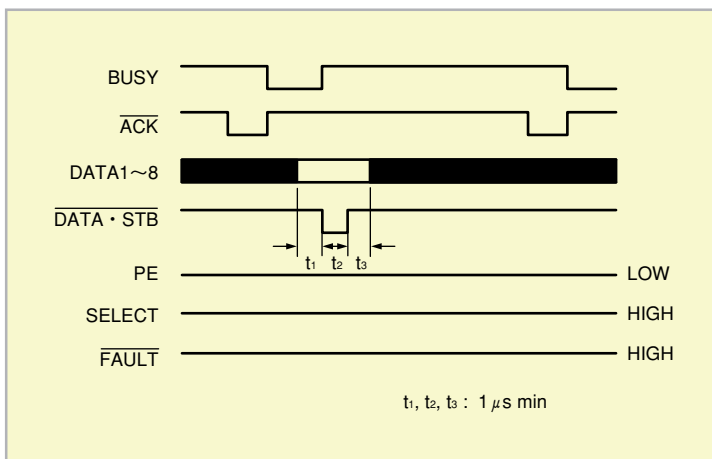 BUSY
ACK
DATA1～8
DATA・STB
t₁ t₂ t₃
PE LOW
SELECT HIGH
FAULT HIGH
t₁, t₂, t₃ : 1 μs min